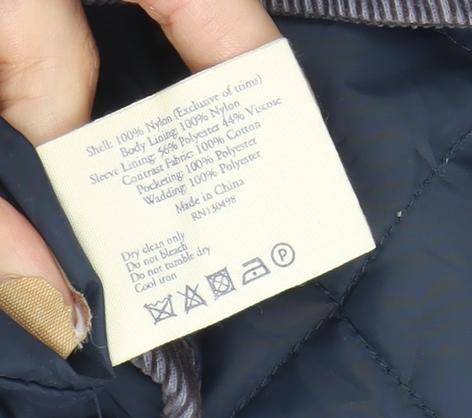 Shell: 100% Nylon (Exclusive of trims)
Body Lining: 100% Nylon
Sleeve Lining: 56% Polyester 44% Viscose
Contrast Fabric: 100% Cotton
Pocketing: 100% Polyester
Wadding: 100% Polyester
Made in China
RN130498
Dry clean only
Do not bleach
Do not tumble dry
Cool iron
P